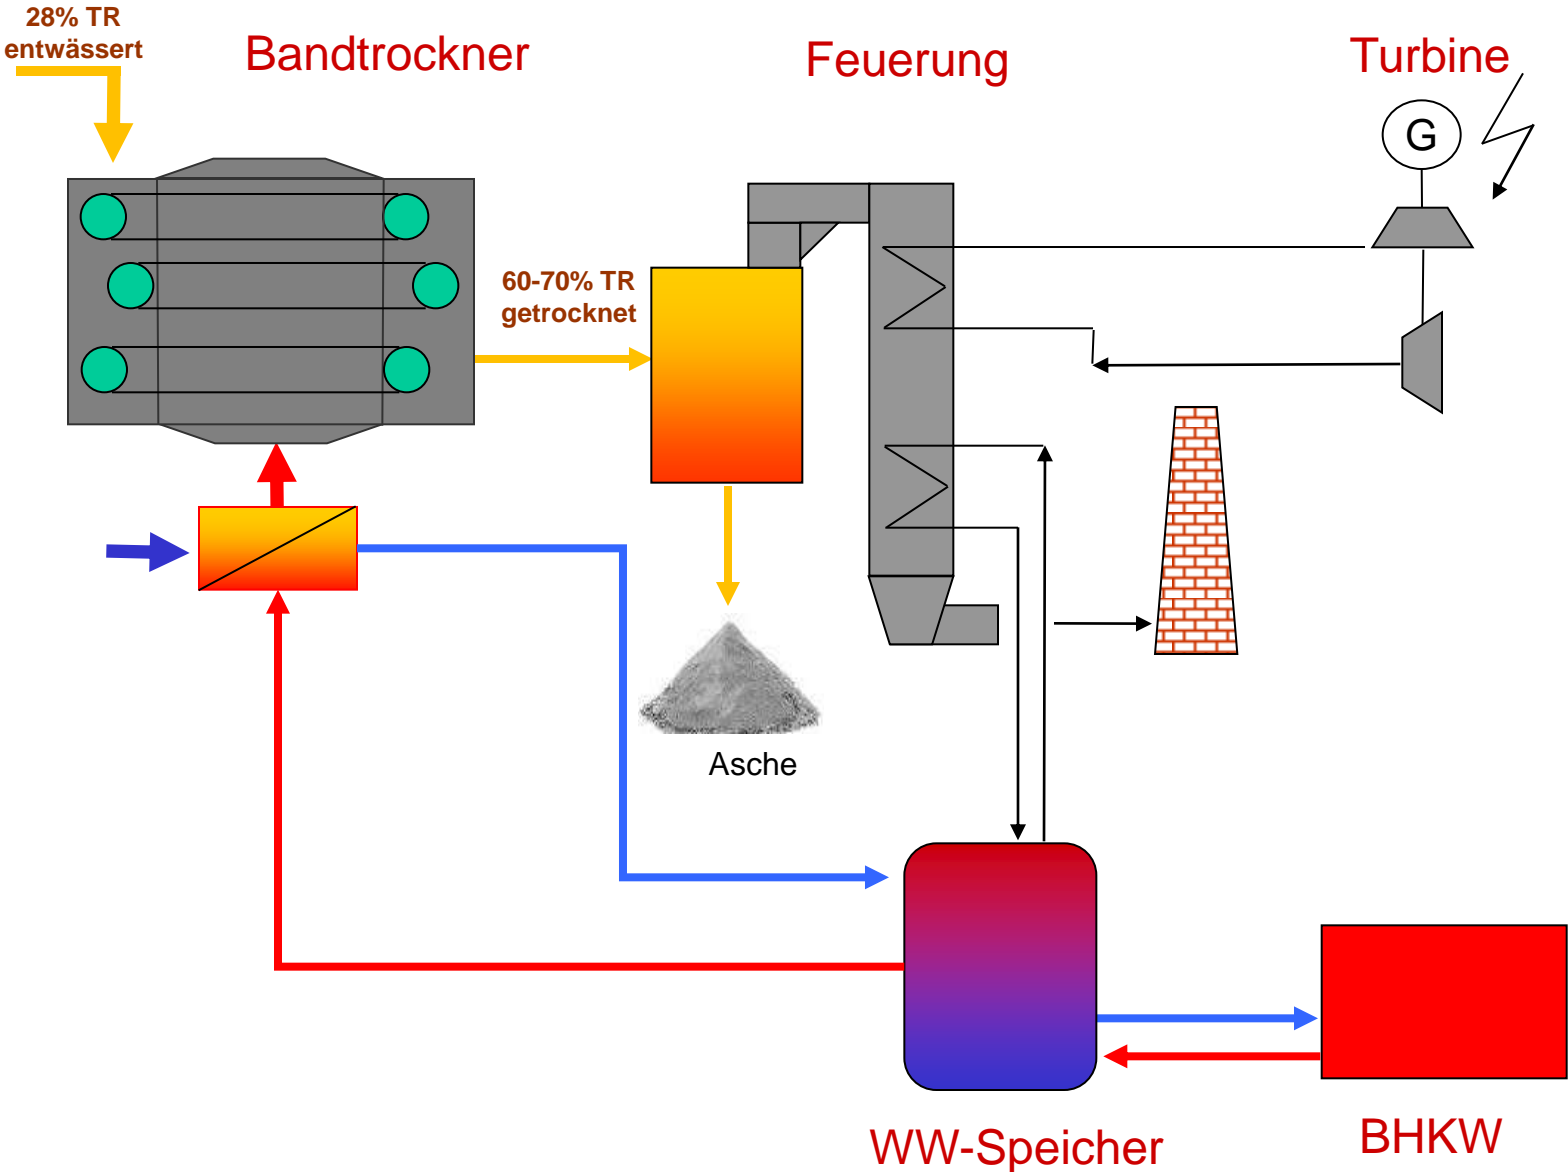 28% TR
entwässert
Bandtrockner
Feuerung
Turbine
G
60-70% TR
getrocknet
Asche
WW-Speicher
BHKW